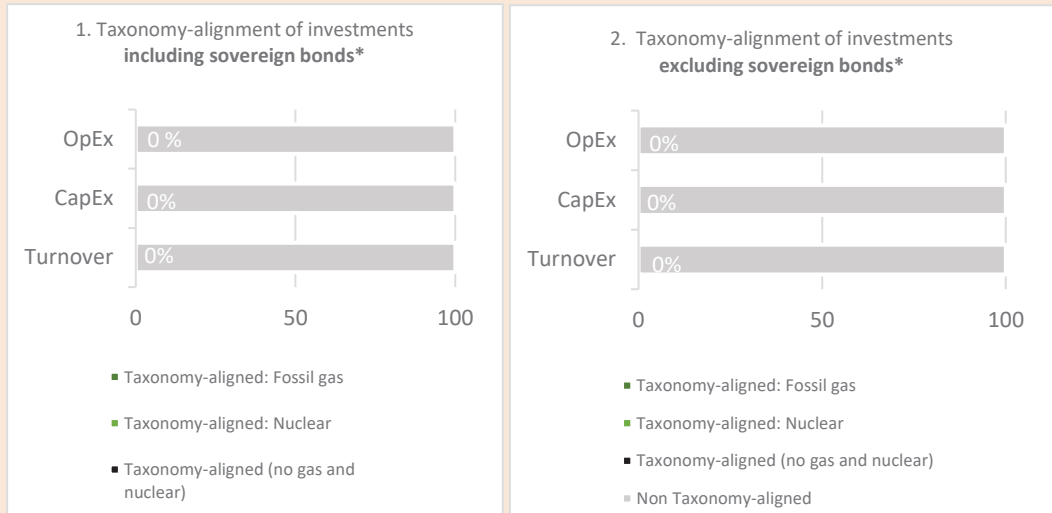 1. Taxonomy-alignment of investments
including sovereign bonds*
OpEx
0 %
CapEx
0%
Turnover
0%
0
50
100
Taxonomy-aligned: Fossil gas
Taxonomy-aligned: Nuclear
Taxonomy-aligned (no gas and
nuclear)
2. Taxonomy-alignment of investments
excluding sovereign bonds*
OpEx
0%
CapEx
0%
Turnover
0%
0
50
100
Taxonomy-aligned: Fossil gas
Taxonomy-aligned: Nuclear
Taxonomy-aligned (no gas and nuclear)
Non Taxonomy-aligned